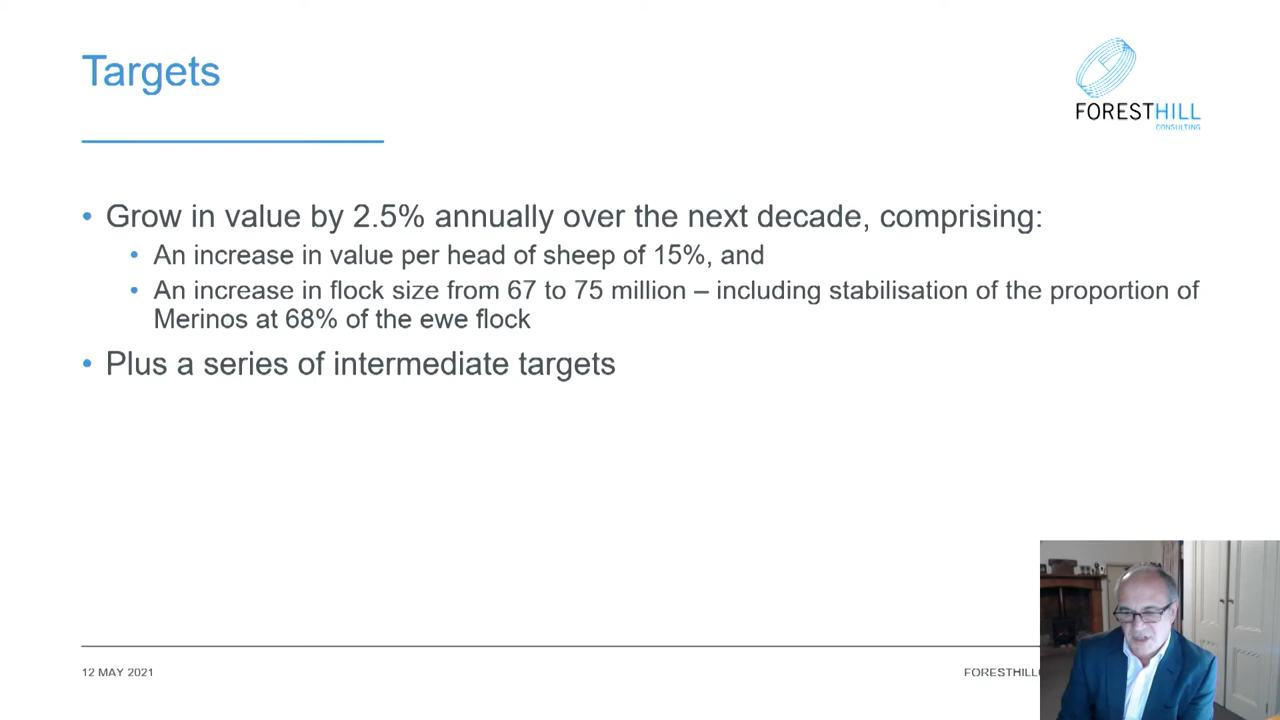 Targets
FORESTHILL
CONSULTING
• Grow in value by 2.5% annually over the next decade, comprising:
• An increase in value per head of sheep of 15%, and
• An increase in flock size from 67 to 75 million – including stabilisation of the proportion of
Merinos at 68% of the ewe flock
• Plus a series of intermediate targets
12 MAY 2021
FORESTHILL